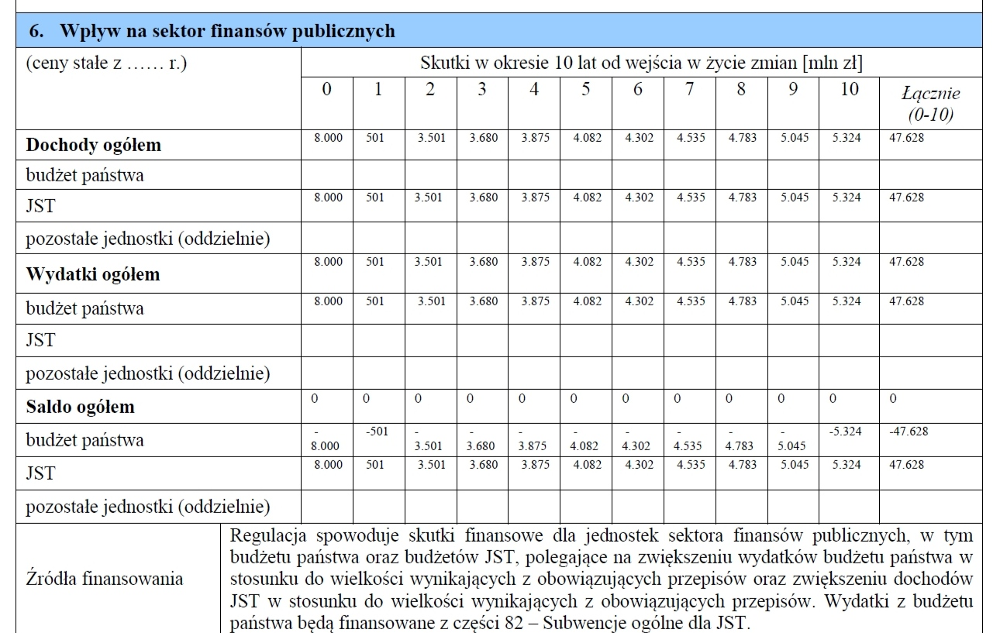 6. Wpływ na sektor finansów publicznych
(ceny stałe z …… r.) Skutki w okresie 10 lat od wejścia w życie zmian [mln zł]
0 1 2 3 4 5 6 7 8 9 10 Łącznie
(0-10)
Dochody ogółem 8.000 501 3.501 3.680 3.875 4.082 4.302 4.535 4.783 5.045 5.324 47.628
budżet państwa
JST 8.000 501 3.501 3.680 3.875 4.082 4.302 4.535 4.783 5.045 5.324 47.628
pozostałe jednostki (oddzielnie)
Wydatki ogółem 8.000 501 3.501 3.680 3.875 4.082 4.302 4.535 4.783 5.045 5.324 47.628
budżet państwa 8.000 501 3.501 3.680 3.875 4.082 4.302 4.535 4.783 5.045 5.324 47.628
JST
pozostałe jednostki (oddzielnie)
Saldo ogółem 0 0 0 0 0 0 0 0 0 0 0 0
budżet państwa - -501 - - - - - - - - -5.324 -47.628
8.000 3.501 3.680 3.875 4.082 4.302 4.535 4.783 5.045
JST 8.000 501 3.501 3.680 3.875 4.082 4.302 4.535 4.783 5.045 5.324 47.628
pozostałe jednostki (oddzielnie)
Źródła finansowania
Regulacja spowoduje skutki finansowe dla jednostek sektora finansów publicznych, w tym
budżetu państwa oraz budżetów JST, polegające na zwiększeniu wydatków budżetu państwa w
stosunku do wielkości wynikających z obowiązujących przepisów oraz zwiększeniu dochodów
JST w stosunku do wielkości wynikających z obowiązujących przepisów. Wydatki z budżetu
państwa będą finansowane z części 82 – Subwencje ogólne dla JST.